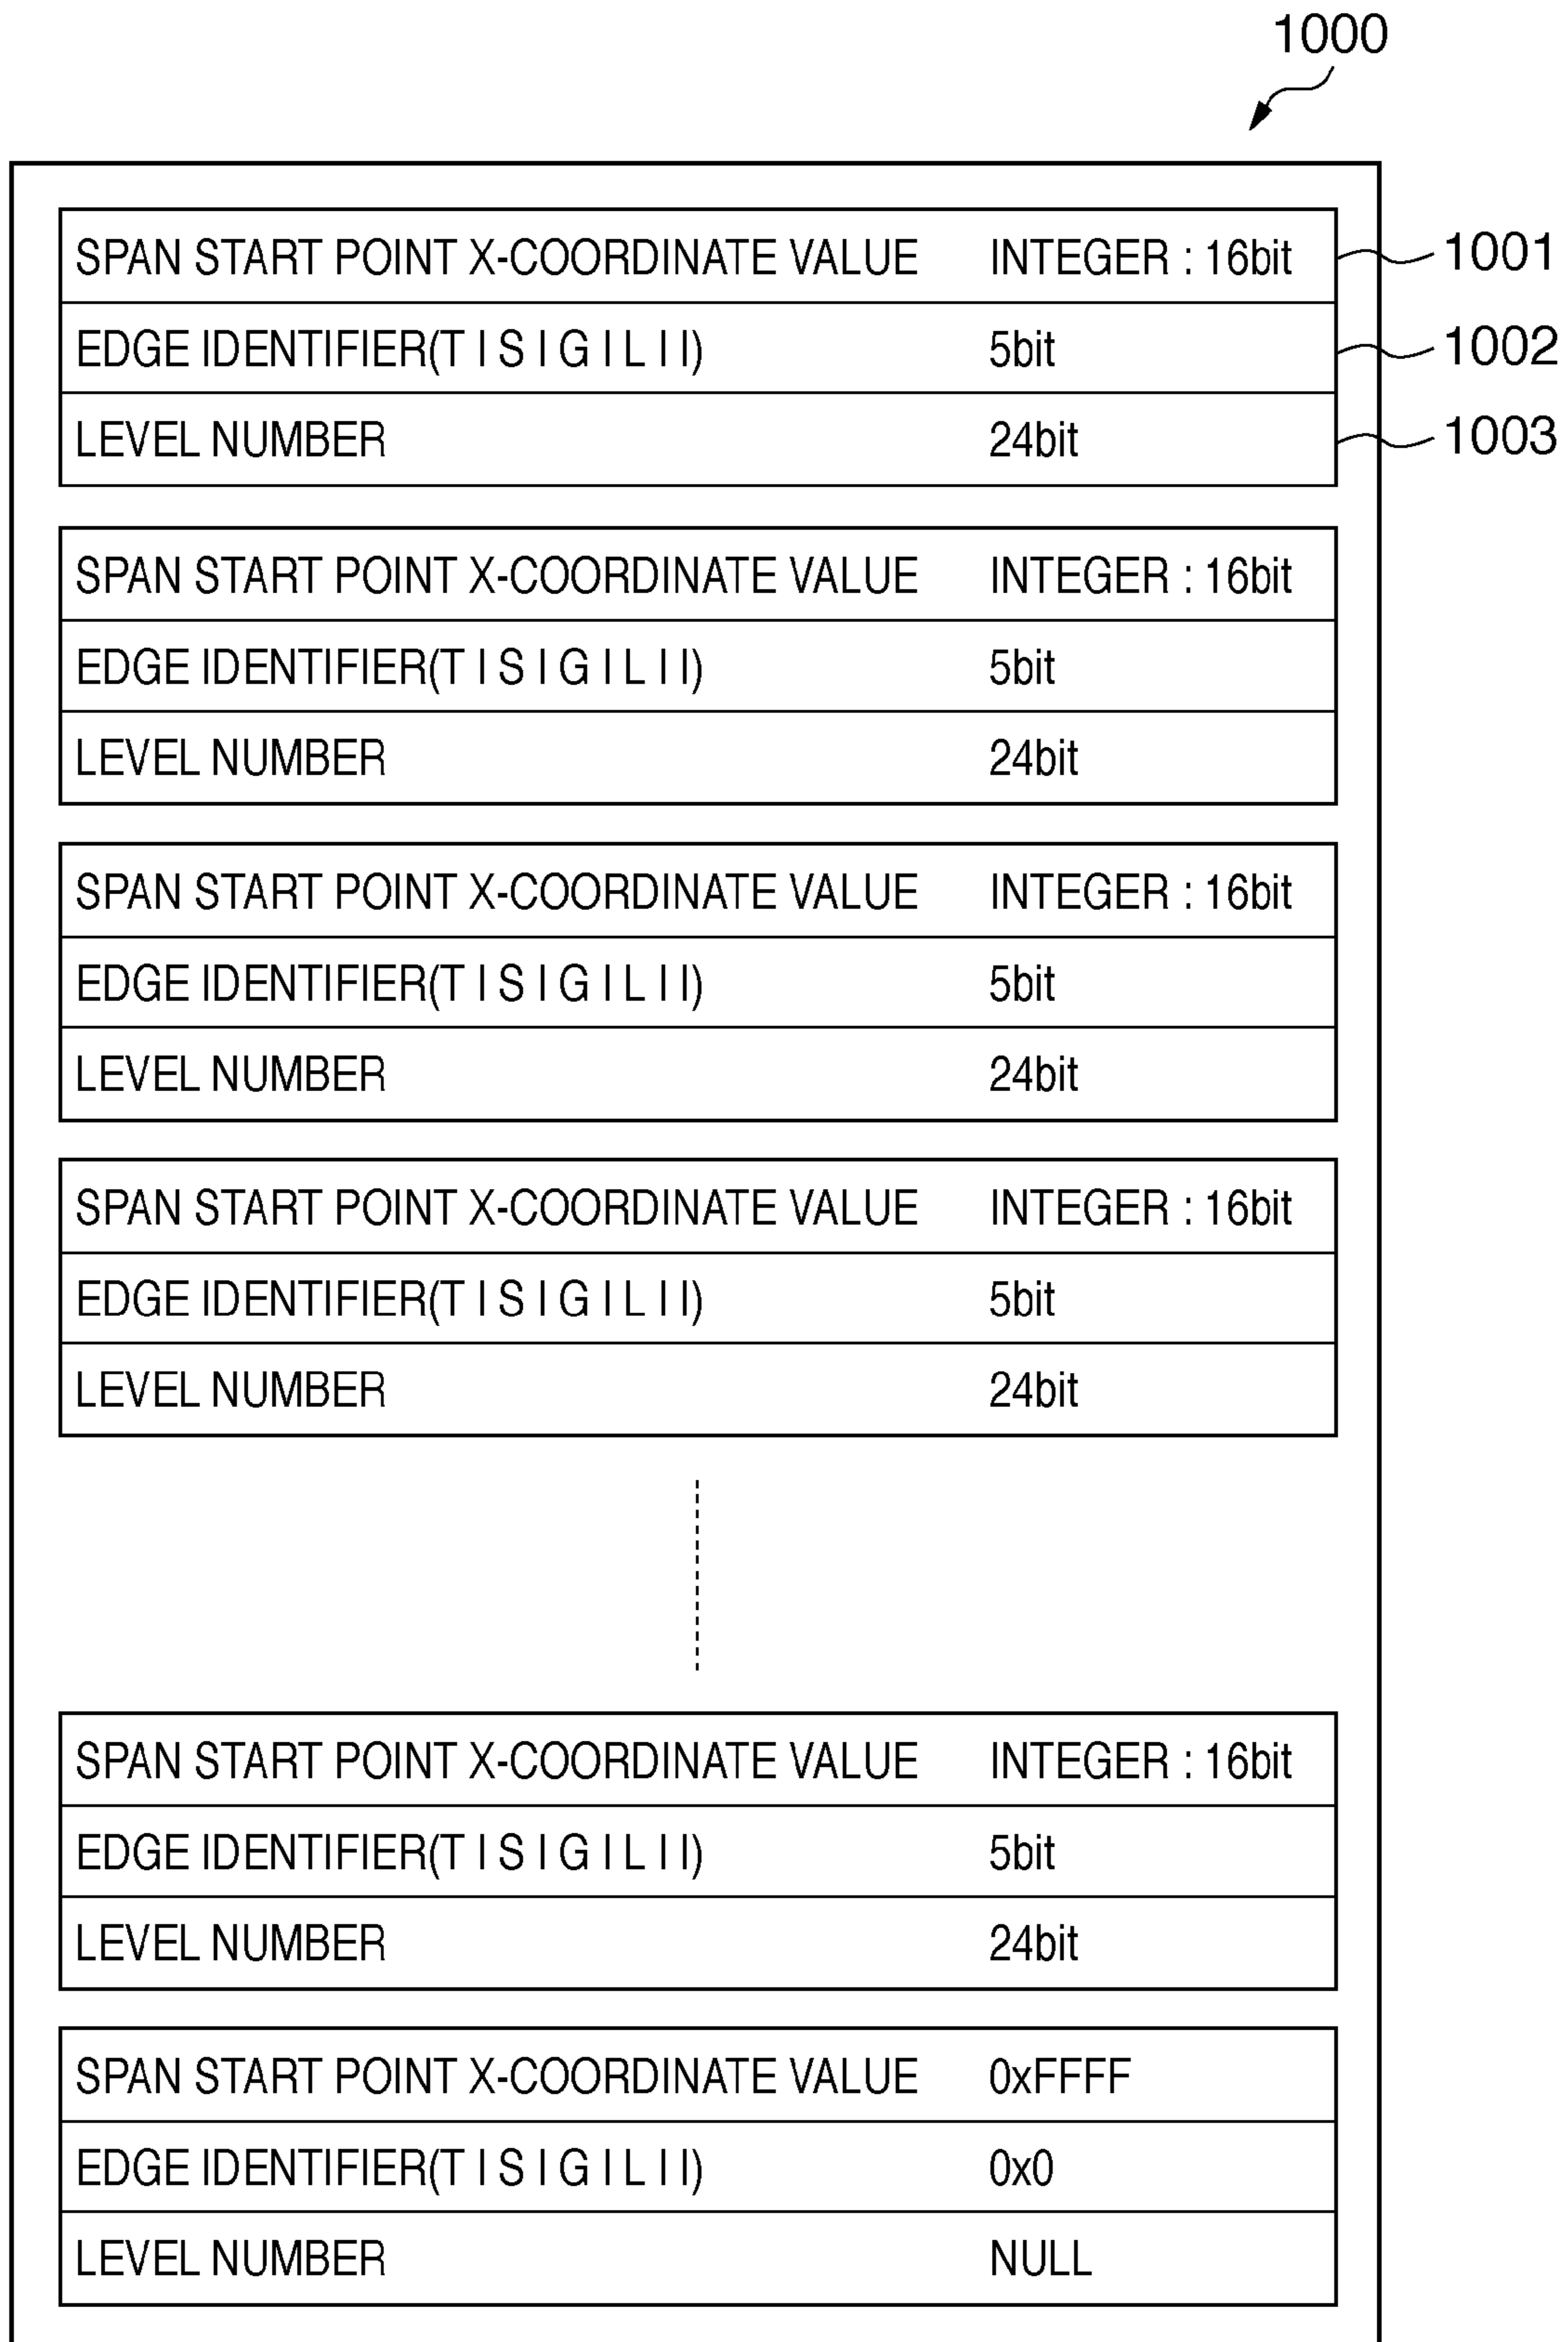 1000
SPAN START POINT X-COORDINATE VALUE INTEGER : 16bit 1001
EDGE IDENTIFIER(T I S I G I L I I) 5bit 1002
LEVEL NUMBER 24bit 1003
SPAN START POINT X-COORDINATE VALUE INTEGER : 16bit
EDGE IDENTIFIER(T I S I G I L I I) 5bit
LEVEL NUMBER 24bit
SPAN START POINT X-COORDINATE VALUE INTEGER : 16bit
EDGE IDENTIFIER(T I S I G I L I I) 5bit
LEVEL NUMBER 24bit
SPAN START POINT X-COORDINATE VALUE INTEGER : 16bit
EDGE IDENTIFIER(T I S I G I L I I) 5bit
LEVEL NUMBER 24bit
SPAN START POINT X-COORDINATE VALUE INTEGER : 16bit
EDGE IDENTIFIER(T I S I G I L I I) 5bit
LEVEL NUMBER 24bit
SPAN START POINT X-COORDINATE VALUE 0xFFFF
EDGE IDENTIFIER(T I S I G I L I I) 0x0
LEVEL NUMBER NULL